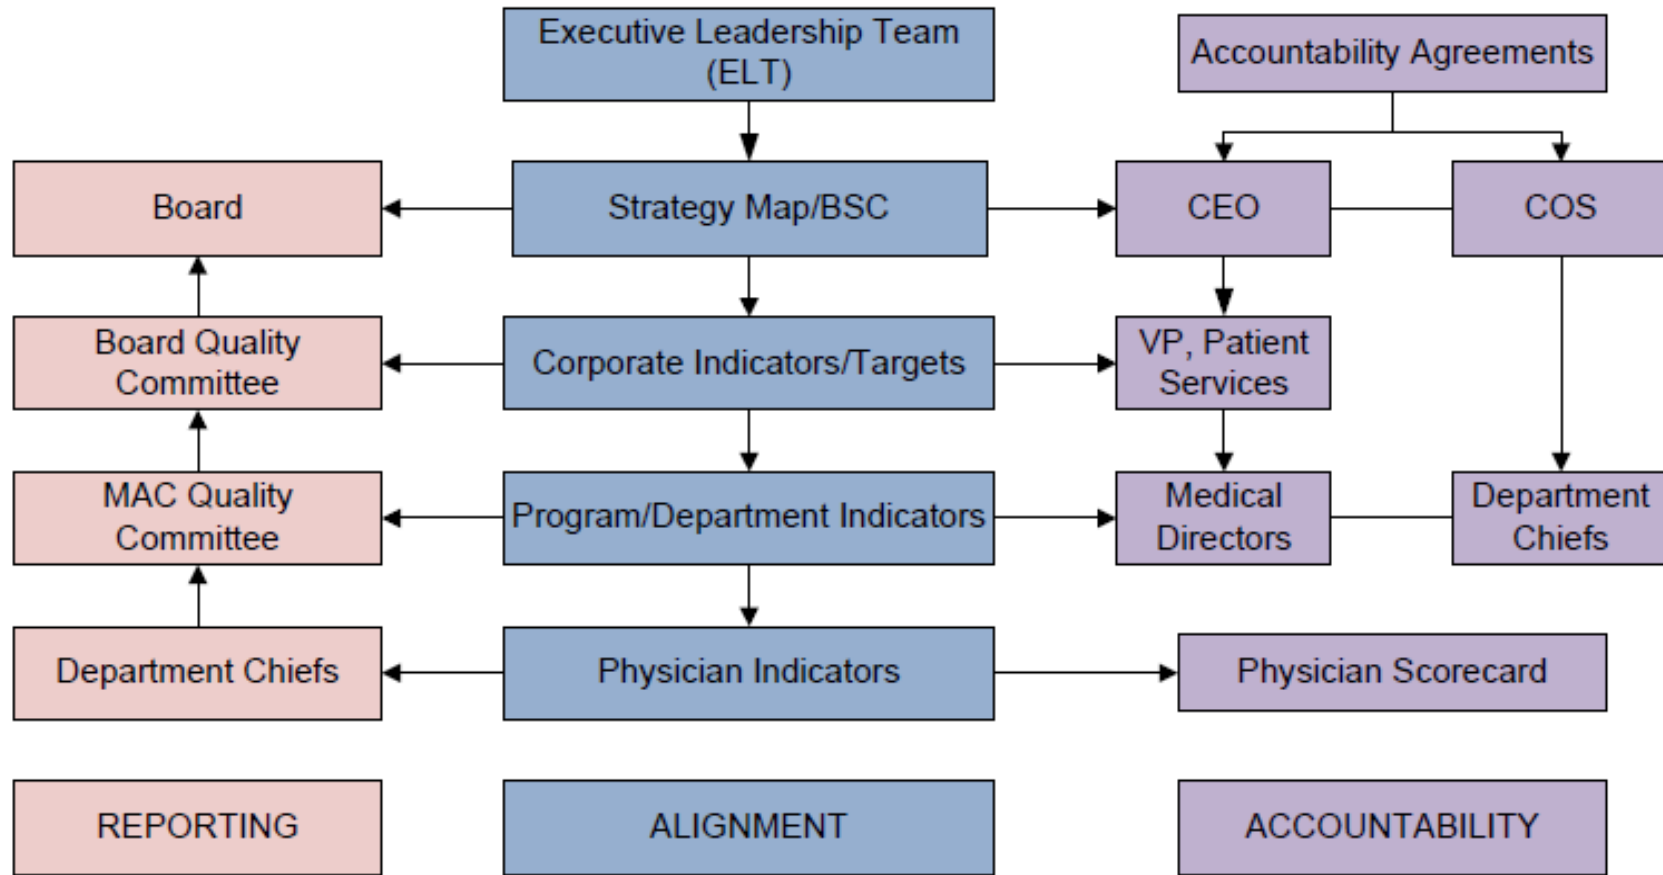 Executive Leadership Team
(ELT)
Accountability Agreements
Board
Strategy Map/BSC
CEO
COS
Board Quality
Committee
Corporate Indicators/Targets
VP, Patient
Services
MAC Quality
Committee
Program/Department Indicators
Medical
Directors
Department
Chiefs
Department Chiefs
Physician Indicators
Physician Scorecard
REPORTING
ALIGNMENT
ACCOUNTABILITY